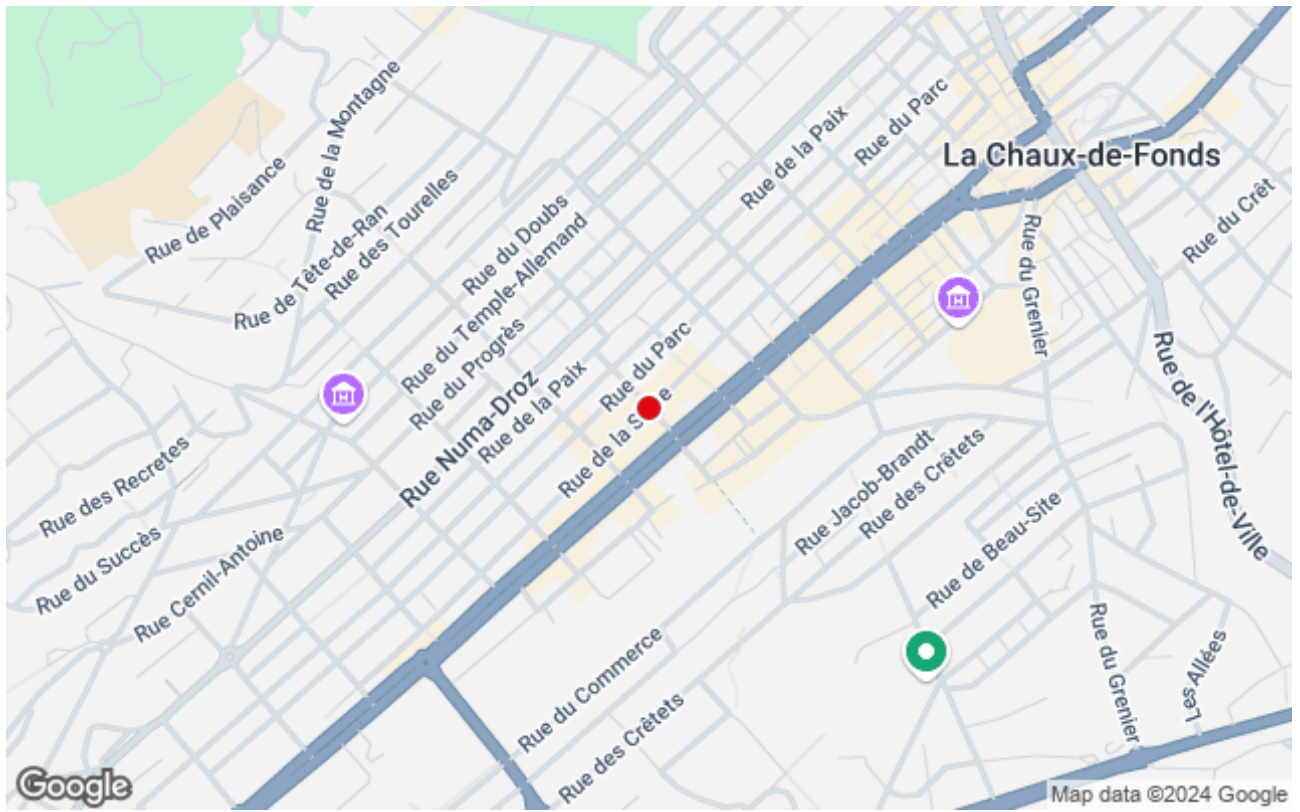 Rue de la Montagne
Rue du Parc
Rue de la Paix
La Chaux-de-Fonds
Rue de Plaisance
Rue des Tourelles
Rue de Tête-de-Ran
Rue du Doubs
Rue du Temple-Allemand
Rue du Crêt
Rue du Grenier
Rue du Progrès
Rue du Parc
Rue de la Paix
Rue Numa-Droz
Rue de la S e
Rue de l'Hôtel-de-Ville
Rue des Recretes
Rue Jacob-Brandt
Rue des Crêtets
Rue du Succès
Rue Cernil-Antoine
Rue de Beau-Site
Rue du Commerce
Rue du Grenier
Les Allées
Rue des Crêtets
Google
Map data ©2024 Google